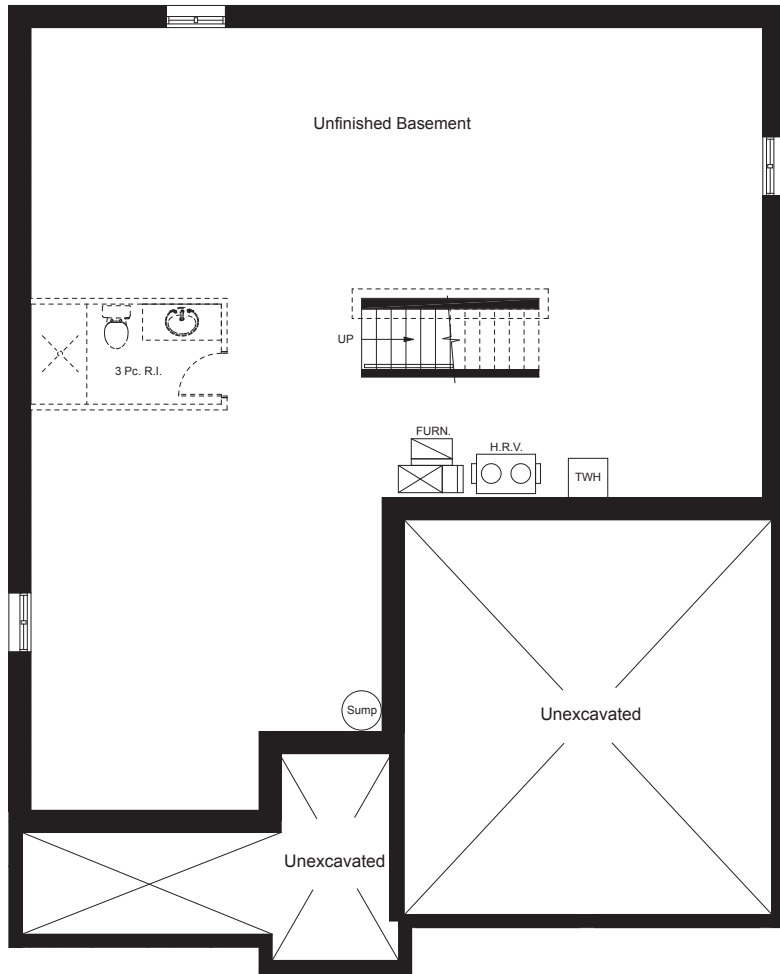 Unfinished Basement
UP
3 Pc. R.I.
FURN.
H.R.V.
TWH
Sump
Unexcavated
Unexcavated